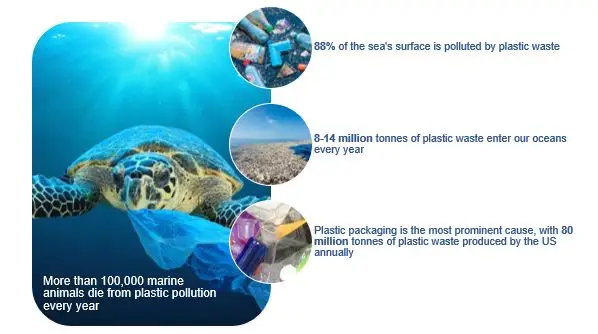 88% of the sea's surface is polluted by plastic waste
8-14 million tonnes of plastic waste enter our oceans
every year
Plastic packaging is the most prominent cause, with 80
million tonnes of plastic waste produced by the US
annually
More than 100,000 marine
animals die from plastic pollution
every year